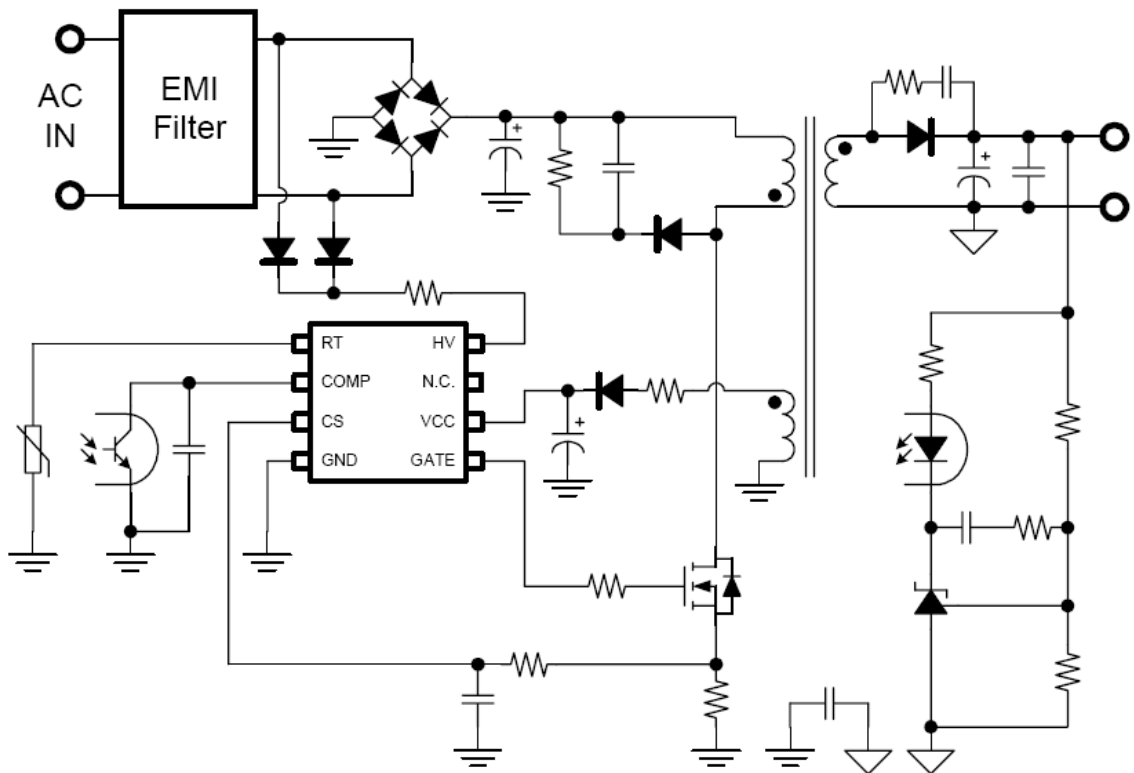 AC
IN
EMI
Filter
RT
HV
COMP
N.C.
CS
VCC
GND
GATE
+
+
+